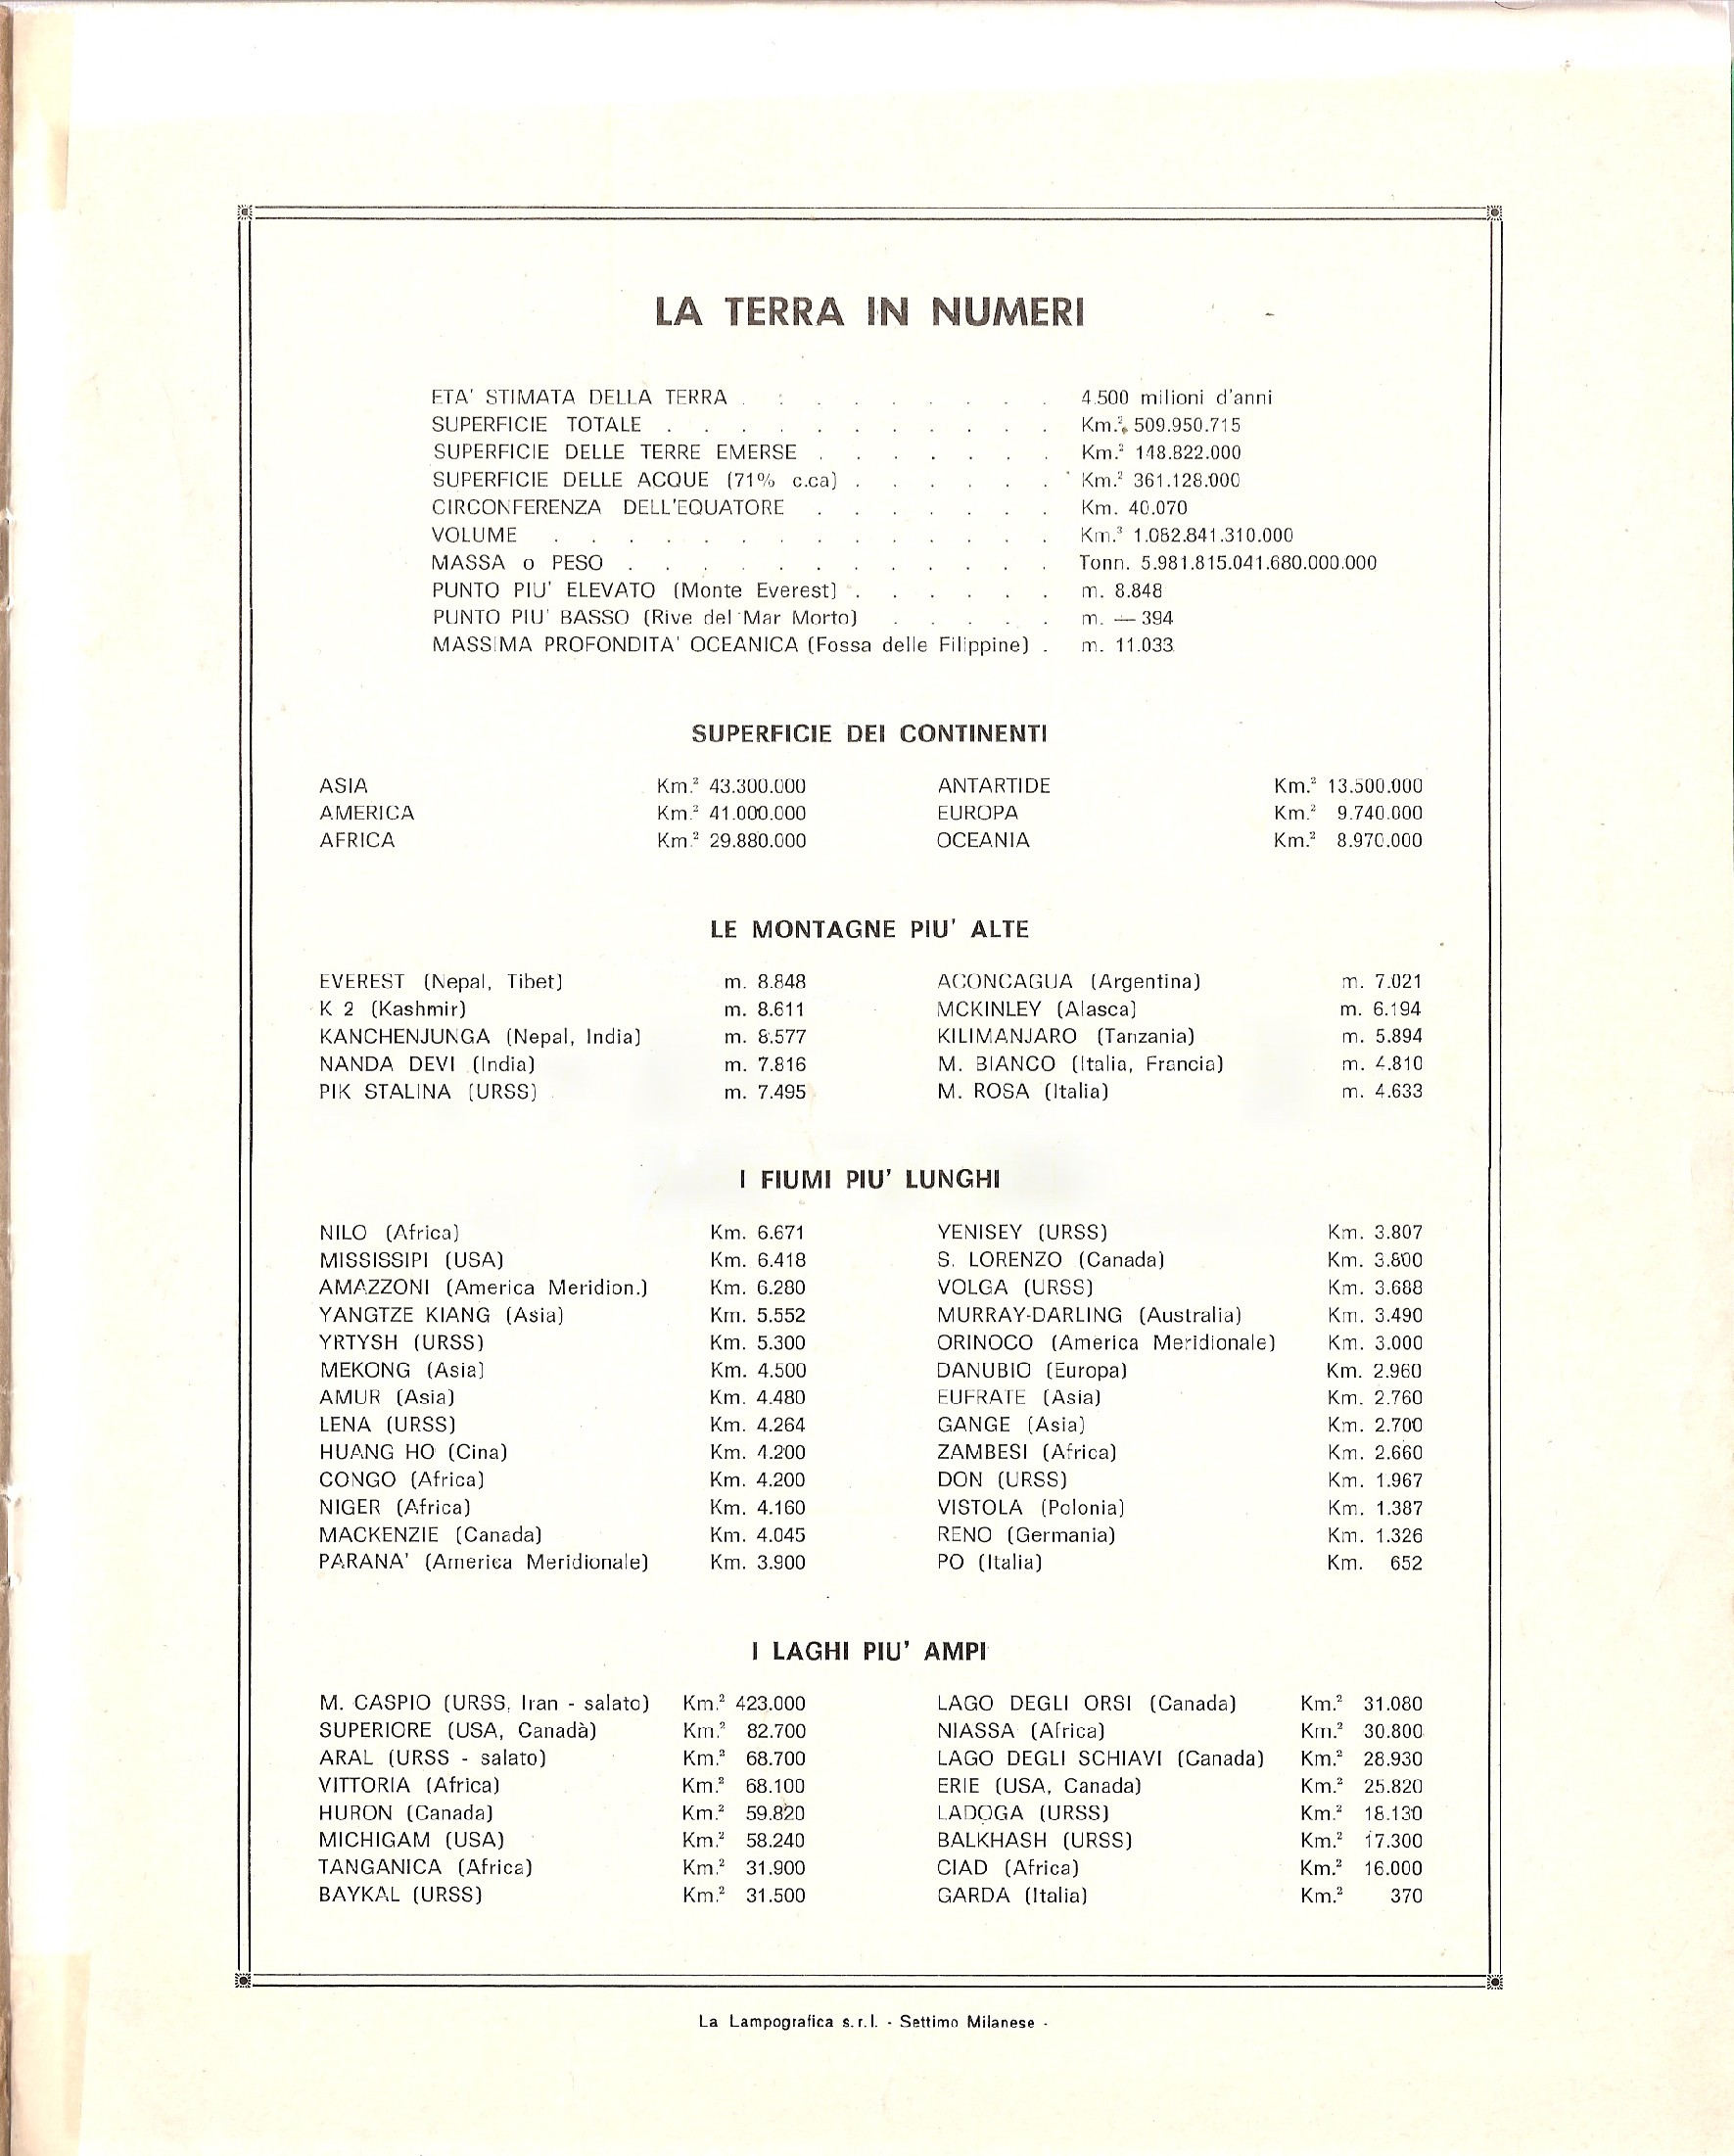 LA TERRA IN NUMERI
ETA' STIMATA DELLA TERRA . . . . . . . . 4.500 milioni d'anni
SUPERFICIE TOTALE . . . . . . . . . . . Km.² 509.950.715
SUPERFICIE DELLE TERRE EMERSE . . . . . . . Km.² 148.822.000
SUPERFICIE DELLE ACQUE (71% c.ca) . . . . . . Km.² 361.128.000
CIRCONFERENZA DELL'EQUATORE . . . . . . . Km. 40.070
VOLUME . . . . . . . . . . . . . . Km.³ 1.082.841.310.000
MASSA o PESO . . . . . . . . . . . . Tonn. 5.981.815.041.680.000.000
PUNTO PIU' ELEVATO (Monte Everest) . . . . . . m. 8.848
PUNTO PIU' BASSO (Rive del Mar Morto) . . . . . m. — 394
MASSIMA PROFONDITA' OCEANICA (Fossa delle Filippine) . m. 11.033
SUPERFICIE DEI CONTINENTI
ASIA Km.² 43.300.000 ANTARTIDE Km.² 13.500.000
AMERICA Km.² 41.000.000 EUROPA Km.² 9.740.000
AFRICA Km.² 29.880.000 OCEANIA Km.² 8.970.000
LE MONTAGNE PIU' ALTE
EVEREST (Nepal, Tibet) m. 8.848 ACONCAGUA (Argentina) m. 7.021
K 2 (Kashmir) m. 8.611 MCKINLEY (Alasca) m. 6.194
KANCHENJUNGA (Nepal, India) m. 8.577 KILIMANJARO (Tanzania) m. 5.894
NANDA DEVI (India) m. 7.816 M. BIANCO (Italia, Francia) m. 4.810
PIK STALINA (URSS) m. 7.495 M. ROSA (Italia) m. 4.633
I FIUMI PIU' LUNGHI
NILO (Africa) Km. 6.671 YENISEY (URSS) Km. 3.807
MISSISSIPI (USA) Km. 6.418 S. LORENZO (Canada) Km. 3.800
AMAZZONI (America Meridion.) Km. 6.280 VOLGA (URSS) Km. 3.688
YANGTZE KIANG (Asia) Km. 5.552 MURRAY-DARLING (Australia) Km. 3.490
YRTYSH (URSS) Km. 5.300 ORINOCO (America Meridionale) Km. 3.000
MEKONG (Asia) Km. 4.500 DANUBIO (Europa) Km. 2.960
AMUR (Asia) Km. 4.480 EUFRATE (Asia) Km. 2.760
LENA (URSS) Km. 4.264 GANGE (Asia) Km. 2.700
HUANG HO (Cina) Km. 4.200 ZAMBESI (Africa) Km. 2.660
CONGO (Africa) Km. 4.200 DON (URSS) Km. 1.967
NIGER (Africa) Km. 4.160 VISTOLA (Polonia) Km. 1.387
MACKENZIE (Canada) Km. 4.045 RENO (Germania) Km. 1.326
PARANA' (America Meridionale) Km. 3.900 PO (Italia) Km. 652
I LAGHI PIU' AMPI
M. CASPIO (URSS, Iran - salato) Km.² 423.000 LAGO DEGLI ORSI (Canada) Km.² 31.080
SUPERIORE (USA, Canadà) Km.² 82.700 NIASSA (Africa) Km.² 30.800
ARAL (URSS - salato) Km.² 68.700 LAGO DEGLI SCHIAVI (Canada) Km.² 28.930
VITTORIA (Africa) Km.² 68.100 ERIE (USA, Canada) Km.² 25.820
HURON (Canada) Km.² 59.820 LADOGA (URSS) Km.² 18.130
MICHIGAM (USA) Km.² 58.240 BALKHASH (URSS) Km.² 17.300
TANGANICA (Africa) Km.² 31.900 CIAD (Africa) Km.² 16.000
BAYKAL (URSS) Km.² 31.500 GARDA (Italia) Km.² 370
La Lampografica s.r.l. - Settimo Milanese -